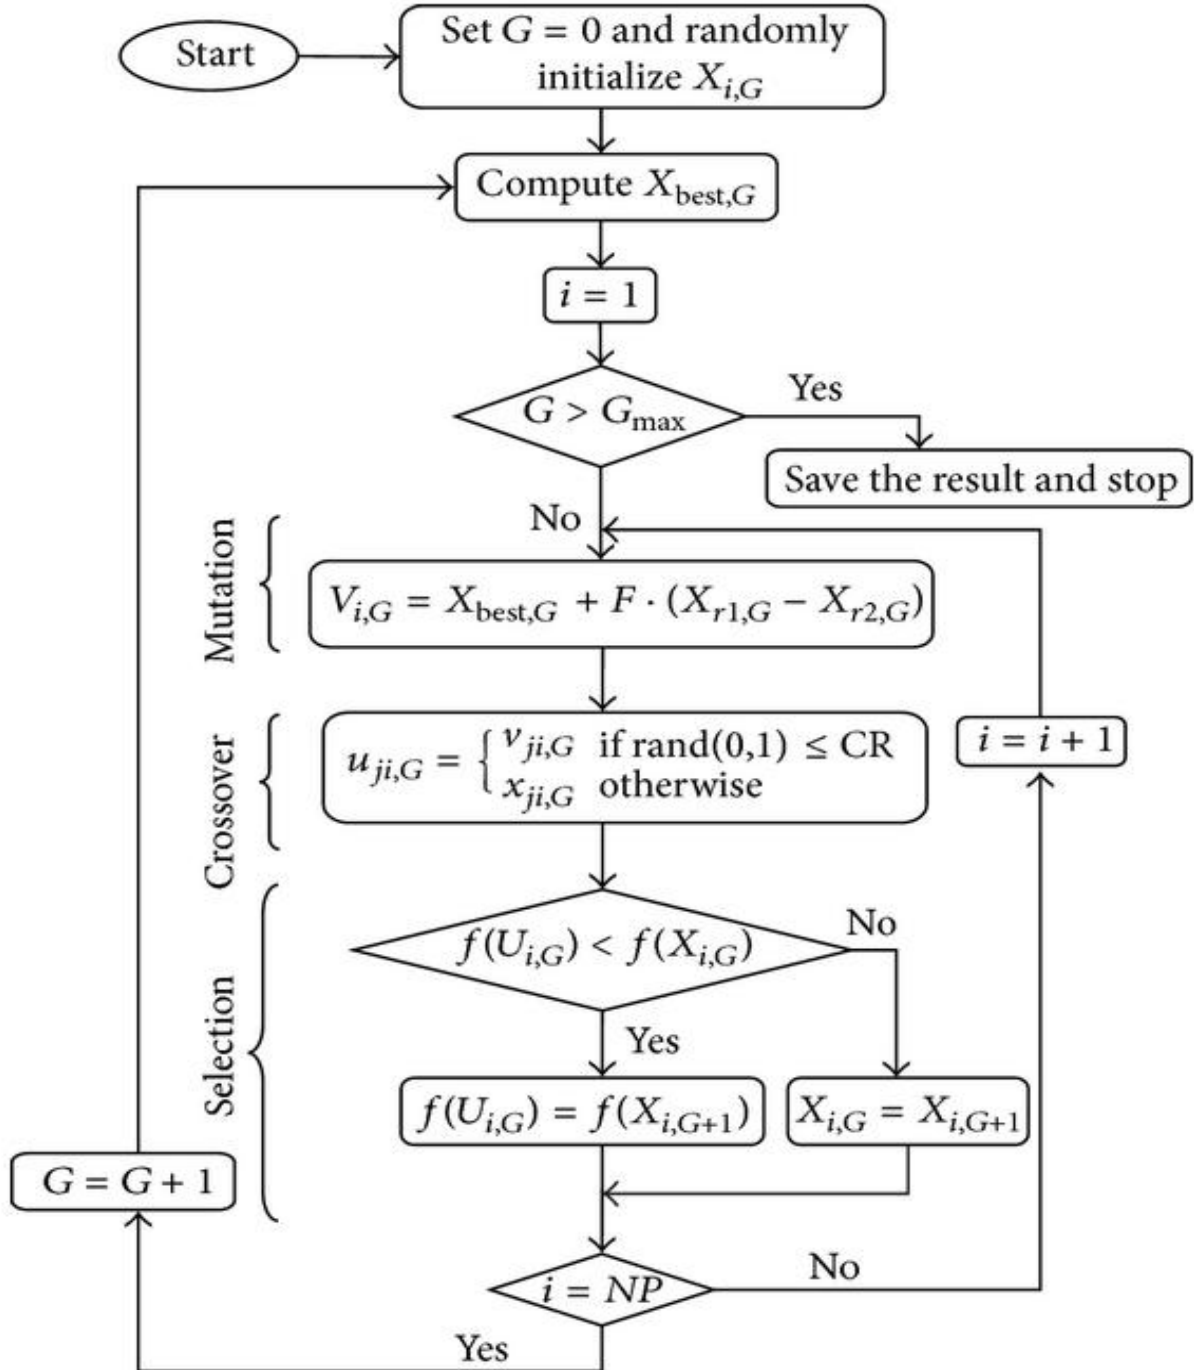 Start
Set G = 0 and randomly
initialize X_{i,G}
Compute X_{best,G}
i = 1
G > G_{max}
Yes
Save the result and stop
No
Mutation
V_{i,G} = X_{best,G} + F · (X_{r1,G} − X_{r2,G})
Crossover
u_{ji,G} = { v_{ji,G} if rand(0,1) ≤ CR
x_{ji,G} otherwise
i = i + 1
Selection
f(U_{i,G}) < f(X_{i,G})
No
Yes
f(U_{i,G}) = f(X_{i,G+1})
X_{i,G} = X_{i,G+1}
G = G + 1
i = NP
No
Yes